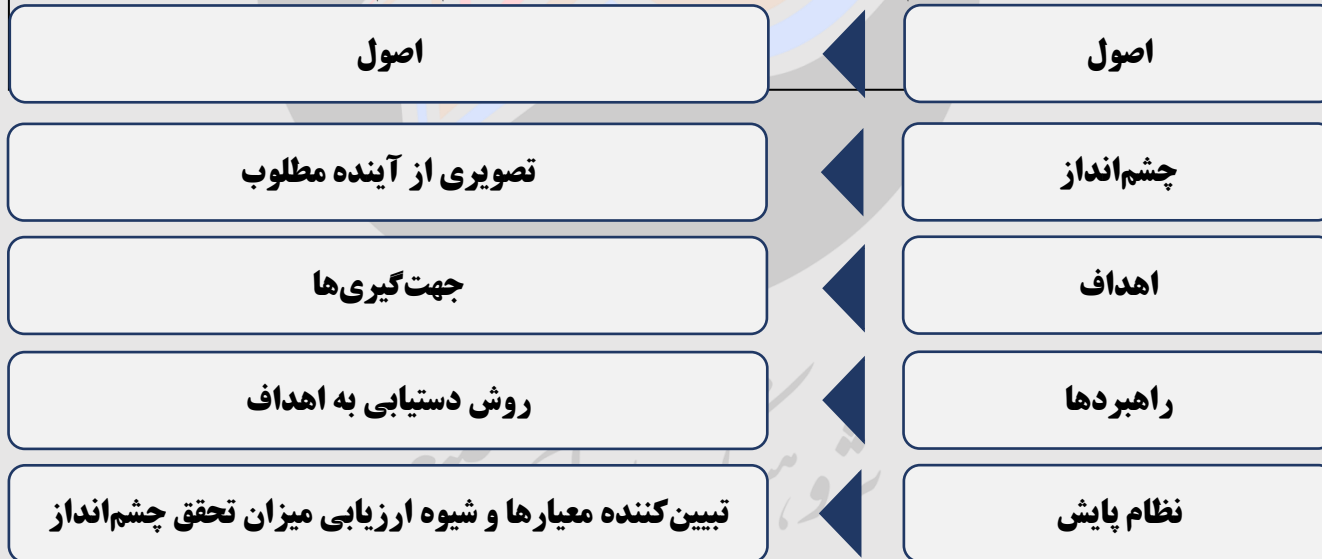 اصول
اصول
چشم‌انداز
تصویری از آینده مطلوب
اهداف
جهت‌گیری‌ها
راهبردها
روش دستیابی به اهداف
نظام پایش
تبیین‌کننده معیارها و شیوه ارزیابی میزان تحقق چشم‌انداز